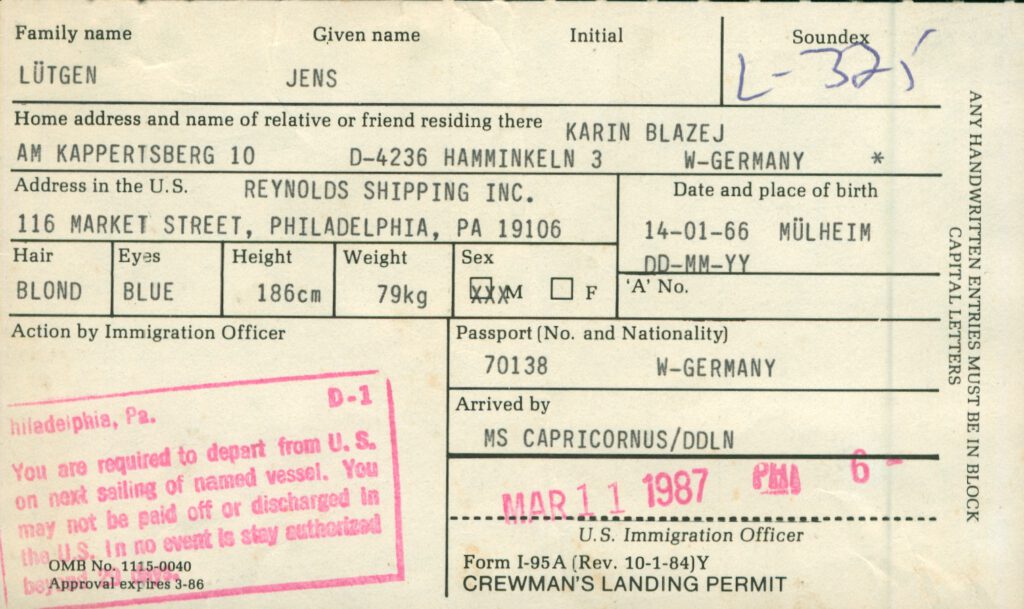 Family name Given name Initial Soundex
LÜTGEN JENS L-325
Home address and name of relative or friend residing there KARIN BLAZEJ
AM KAPPERTSBERG 10 D-4236 HAMMINKELN 3 W-GERMANY *
Address in the U.S. REYNOLDS SHIPPING INC.
116 MARKET STREET, PHILADELPHIA, PA 19106
Date and place of birth
14-01-66 MÜLHEIM
DD-MM-YY
Hair Eyes Height Weight Sex
BLOND BLUE 186cm 79kg XXX M F
'A' No.
Action by Immigration Officer
Passport (No. and Nationality)
70138 W-GERMANY
Arrived by
MS CAPRICORNUS/DDLN
D-1
hiladelphia, Pa.
You are required to depart from U. S.
on next sailing of named vessel. You
may not be paid off or discharged in
the U.S. In no event is stay authorized
beyond 29 days.
MAR 11 1987 PHI 6 -
U.S. Immigration Officer
OMB No. 1115-0040
Approval expires 3-86
Form I-95A (Rev. 10-1-84)Y
CREWMAN'S LANDING PERMIT
ANY HANDWRITTEN ENTRIES MUST BE IN BLOCK
CAPITAL LETTERS